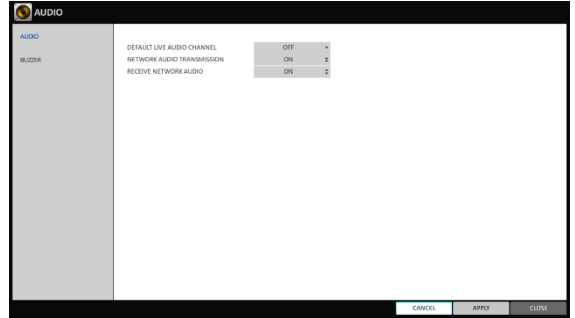 AUDIO
AUDIO
BUZZER
DEFAULT LIVE AUDIO CHANNEL OFF
NETWORK AUDIO TRANSMISSION ON
RECEIVE NETWORK AUDIO ON
CANCEL APPLY CLOSE